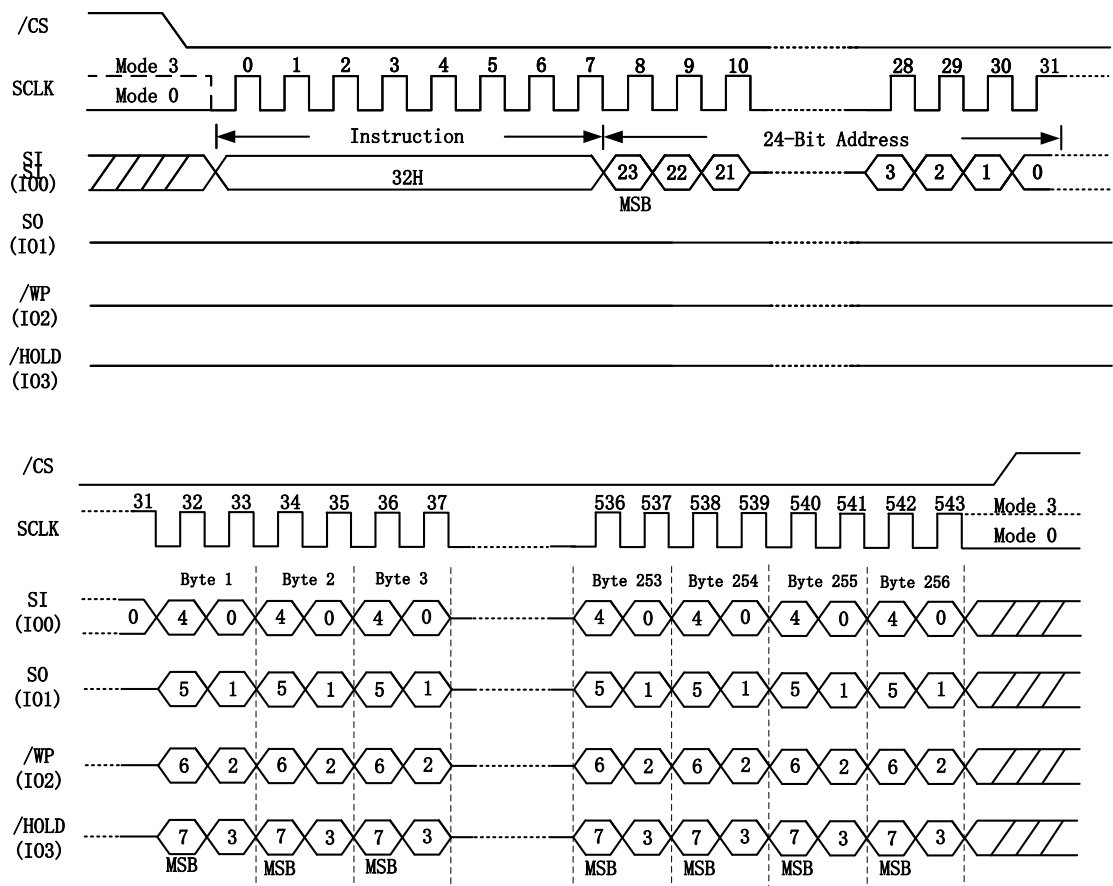 /CS
Mode 3
0 1 2 3 4 5 6 7 8 9 10 28 29 30 31
SCLK
Mode 0
Instruction 24-Bit Address
SI
SI
(IO0)
32H 23 22 21 3 2 1 0
MSB
SO
(IO1)
/WP
(IO2)
/HOLD
(IO3)
/CS
31 32 33 34 35 36 37 536 537 538 539 540 541 542 543 Mode 3
SCLK
Mode 0
Byte 1 Byte 2 Byte 3 Byte 253 Byte 254 Byte 255 Byte 256
SI
(IO0)
0 4 0 4 0 4 0 4 0 4 0 4 0 4 0
SO
(IO1)
5 1 5 1 5 1 5 1 5 1 5 1 5 1
/WP
(IO2)
6 2 6 2 6 2 6 2 6 2 6 2 6 2
/HOLD
(IO3)
7 3 7 3 7 3 7 3 7 3 7 3 7 3
MSB MSB MSB MSB MSB MSB MSB